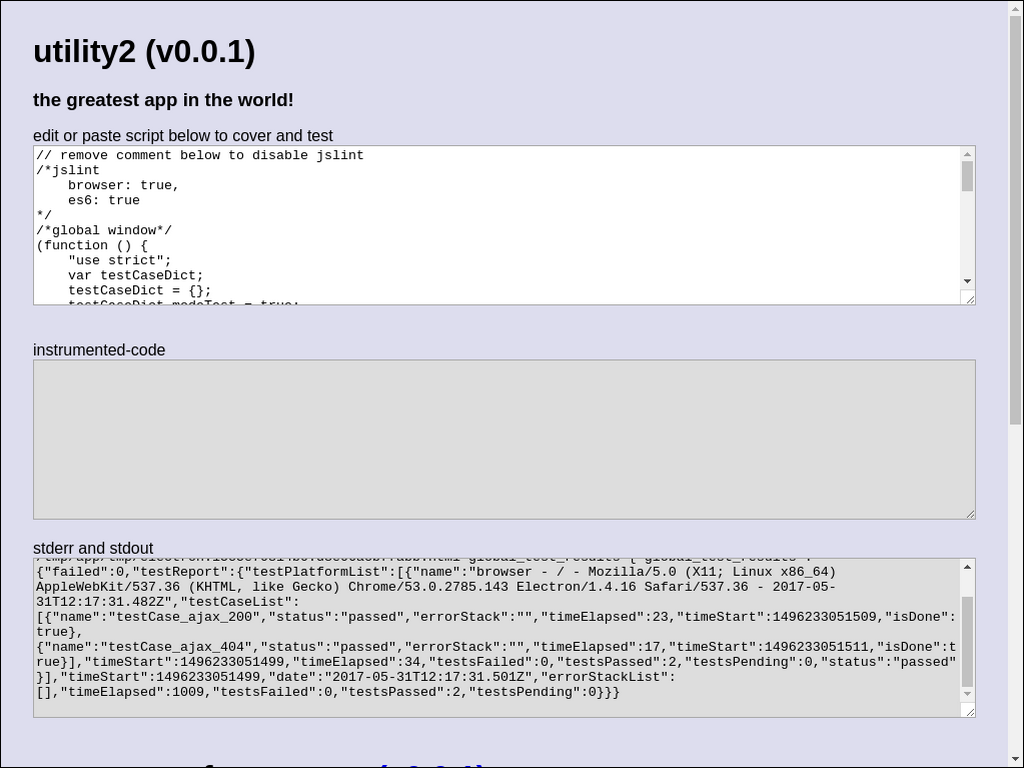 utility2 (v0.0.1)
the greatest app in the world!
edit or paste script below to cover and test
// remove comment below to disable jslint
/*jslint
    browser: true,
    es6: true
*/
/*global window*/
(function () {
    "use strict";
    var testCaseDict;
    testCaseDict = {};
    testCaseDict.modeTest = true;
instrumented-code
stderr and stdout
{"failed":0,"testReport":{"testPlatformList":[{"name":"browser - / - Mozilla/5.0 (X11; Linux x86_64)
AppleWebKit/537.36 (KHTML, like Gecko) Chrome/53.0.2785.143 Electron/1.4.16 Safari/537.36 - 2017-05-
31T12:17:31.482Z","testCaseList":
[{"name":"testCase_ajax_200","status":"passed","errorStack":"","timeElapsed":23,"timeStart":1496233051509,"isDone":
true},
{"name":"testCase_ajax_404","status":"passed","errorStack":"","timeElapsed":17,"timeStart":1496233051511,"isDone":t
rue}],"timeStart":1496233051499,"timeElapsed":34,"testsFailed":0,"testsPassed":2,"testsPending":0,"status":"passed"
}],"timeStart":1496233051499,"date":"2017-05-31T12:17:31.501Z","errorStackList":
[],"timeElapsed":1009,"testsFailed":0,"testsPassed":2,"testsPending":0}}}
(v0.0.1)